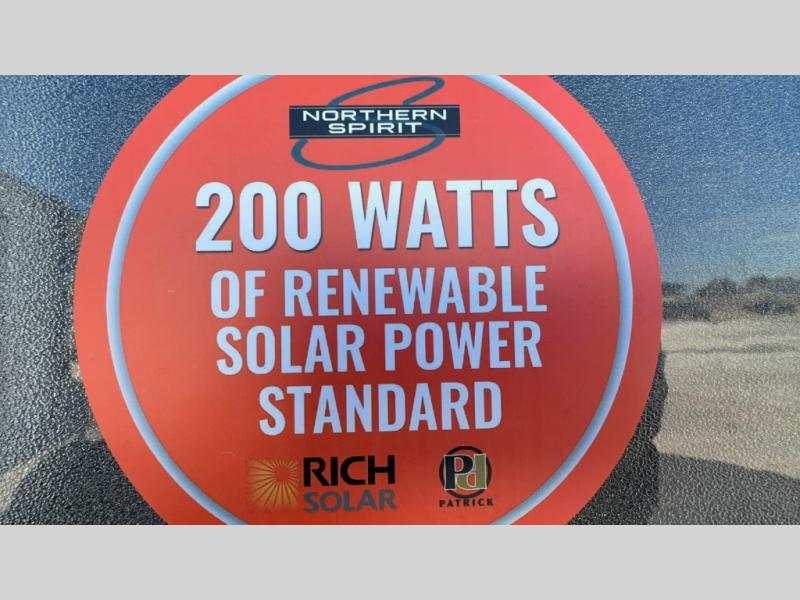 NORTHERN
SPIRIT
200 WATTS
OF RENEWABLE
SOLAR POWER
STANDARD
RICH
SOLAR
Pd
PATRICK